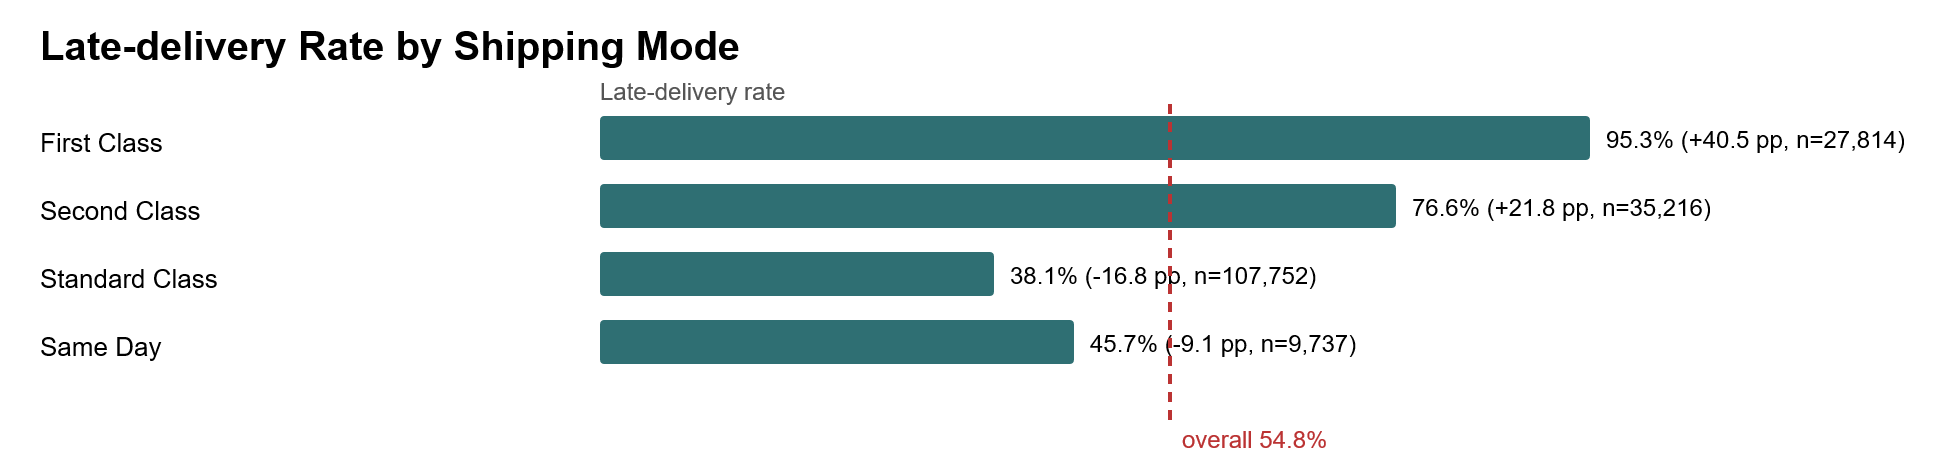 Late-delivery Rate by Shipping Mode
Late-delivery rate
First Class 95.3% (+40.5 pp, n=27,814)
Second Class 76.6% (+21.8 pp, n=35,216)
Standard Class 38.1% (-16.8 pp, n=107,752)
Same Day 45.7% (-9.1 pp, n=9,737)
overall 54.8%